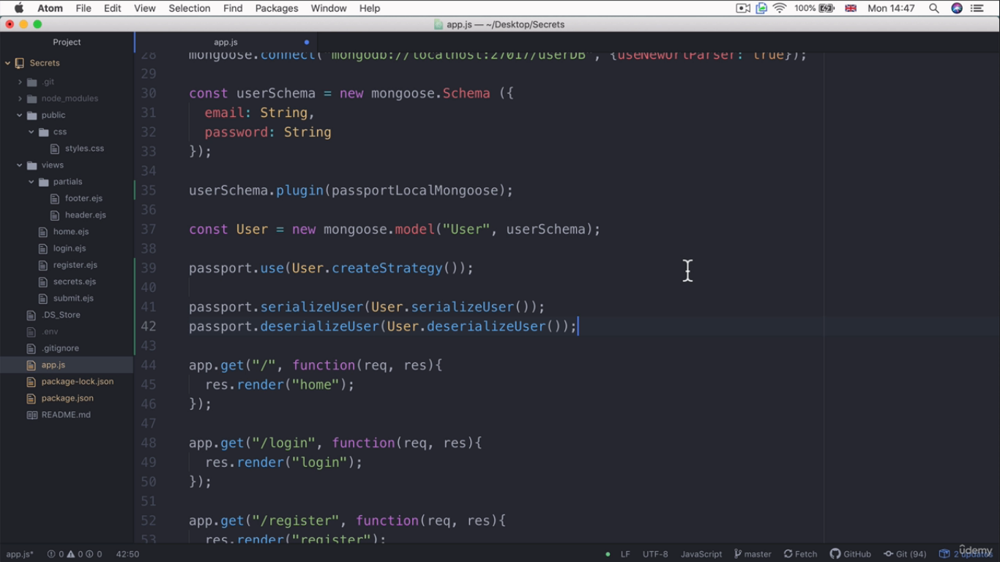 Atom File Edit View Selection Find Packages Window Help 100% Mon 14:47
app.js — ~/Desktop/Secrets
Project
app.js
Secrets
.git
node_modules
public
css
styles.css
views
partials
footer.ejs
header.ejs
home.ejs
login.ejs
register.ejs
secrets.ejs
submit.ejs
.DS_Store
.env
.gitignore
app.js
package-lock.json
package.json
README.md
28 mongoose.connect("mongodb://localhost:27017/userDB", {useNewUrlParser: true});
29
30 const userSchema = new mongoose.Schema ({
31 email: String,
32 password: String
33 });
34
35 userSchema.plugin(passportLocalMongoose);
36
37 const User = new mongoose.model("User", userSchema);
38
39 passport.use(User.createStrategy());
40
41 passport.serializeUser(User.serializeUser());
42 passport.deserializeUser(User.deserializeUser());
43
44 app.get("/", function(req, res){
45 res.render("home");
46 });
47
48 app.get("/login", function(req, res){
49 res.render("login");
50 });
51
52 app.get("/register", function(req, res){
53 res.render("register");
app.js* 0 0 0 42:50 LF UTF-8 JavaScript master Fetch GitHub Git (94) 2 updates
ûdemy